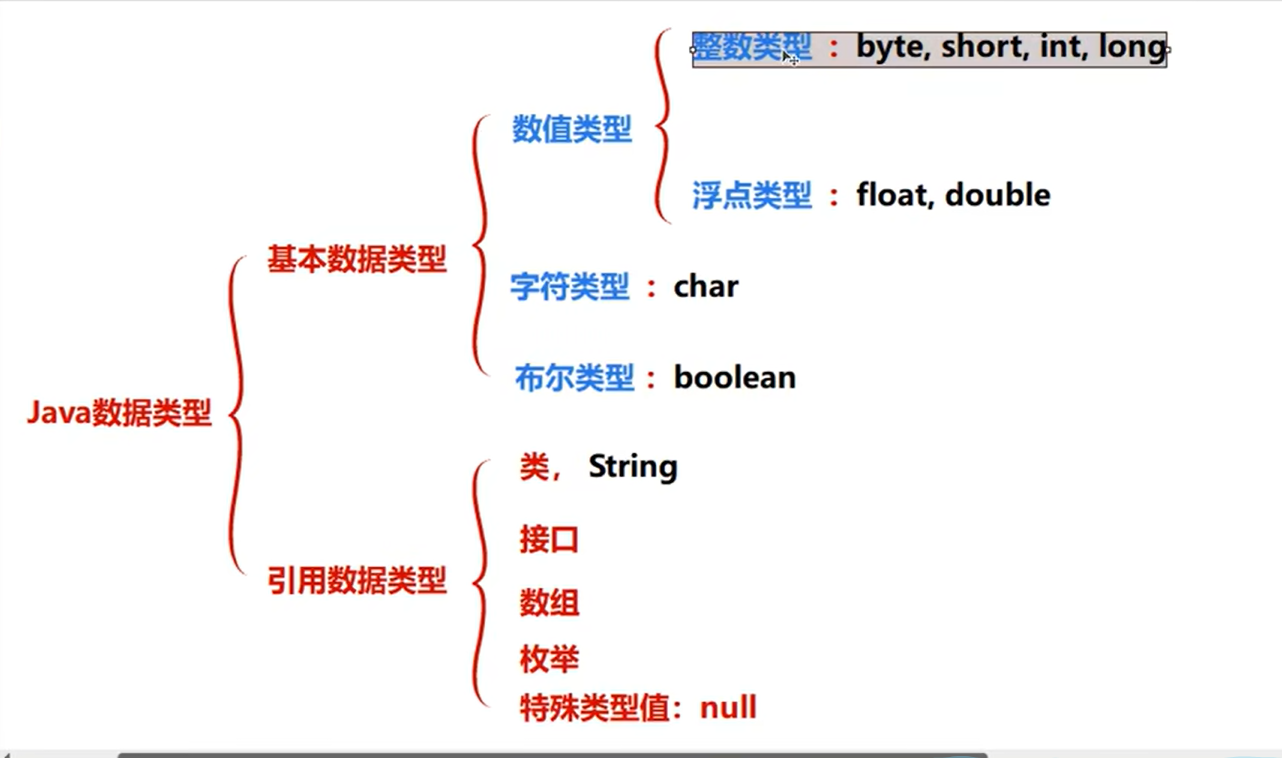 整数类型 : byte, short, int, long
数值类型
浮点类型 : float, double
基本数据类型
字符类型 : char
布尔类型 : boolean
Java数据类型
类， String
接口
引用数据类型
数组
枚举
特殊类型值：null